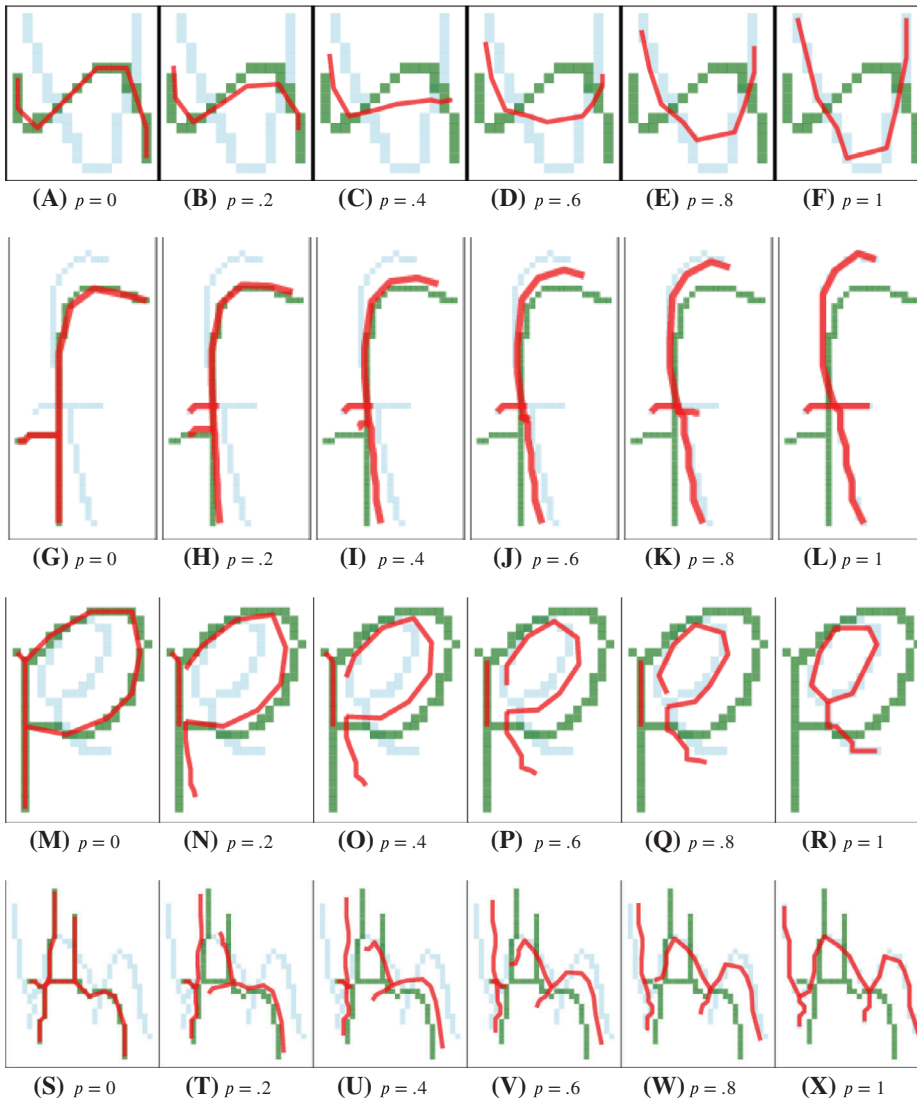 (A) p = 0 (B) p = .2 (C) p = .4 (D) p = .6 (E) p = .8 (F) p = 1
(G) p = 0 (H) p = .2 (I) p = .4 (J) p = .6 (K) p = .8 (L) p = 1
(M) p = 0 (N) p = .2 (O) p = .4 (P) p = .6 (Q) p = .8 (R) p = 1
(S) p = 0 (T) p = .2 (U) p = .4 (V) p = .6 (W) p = .8 (X) p = 1